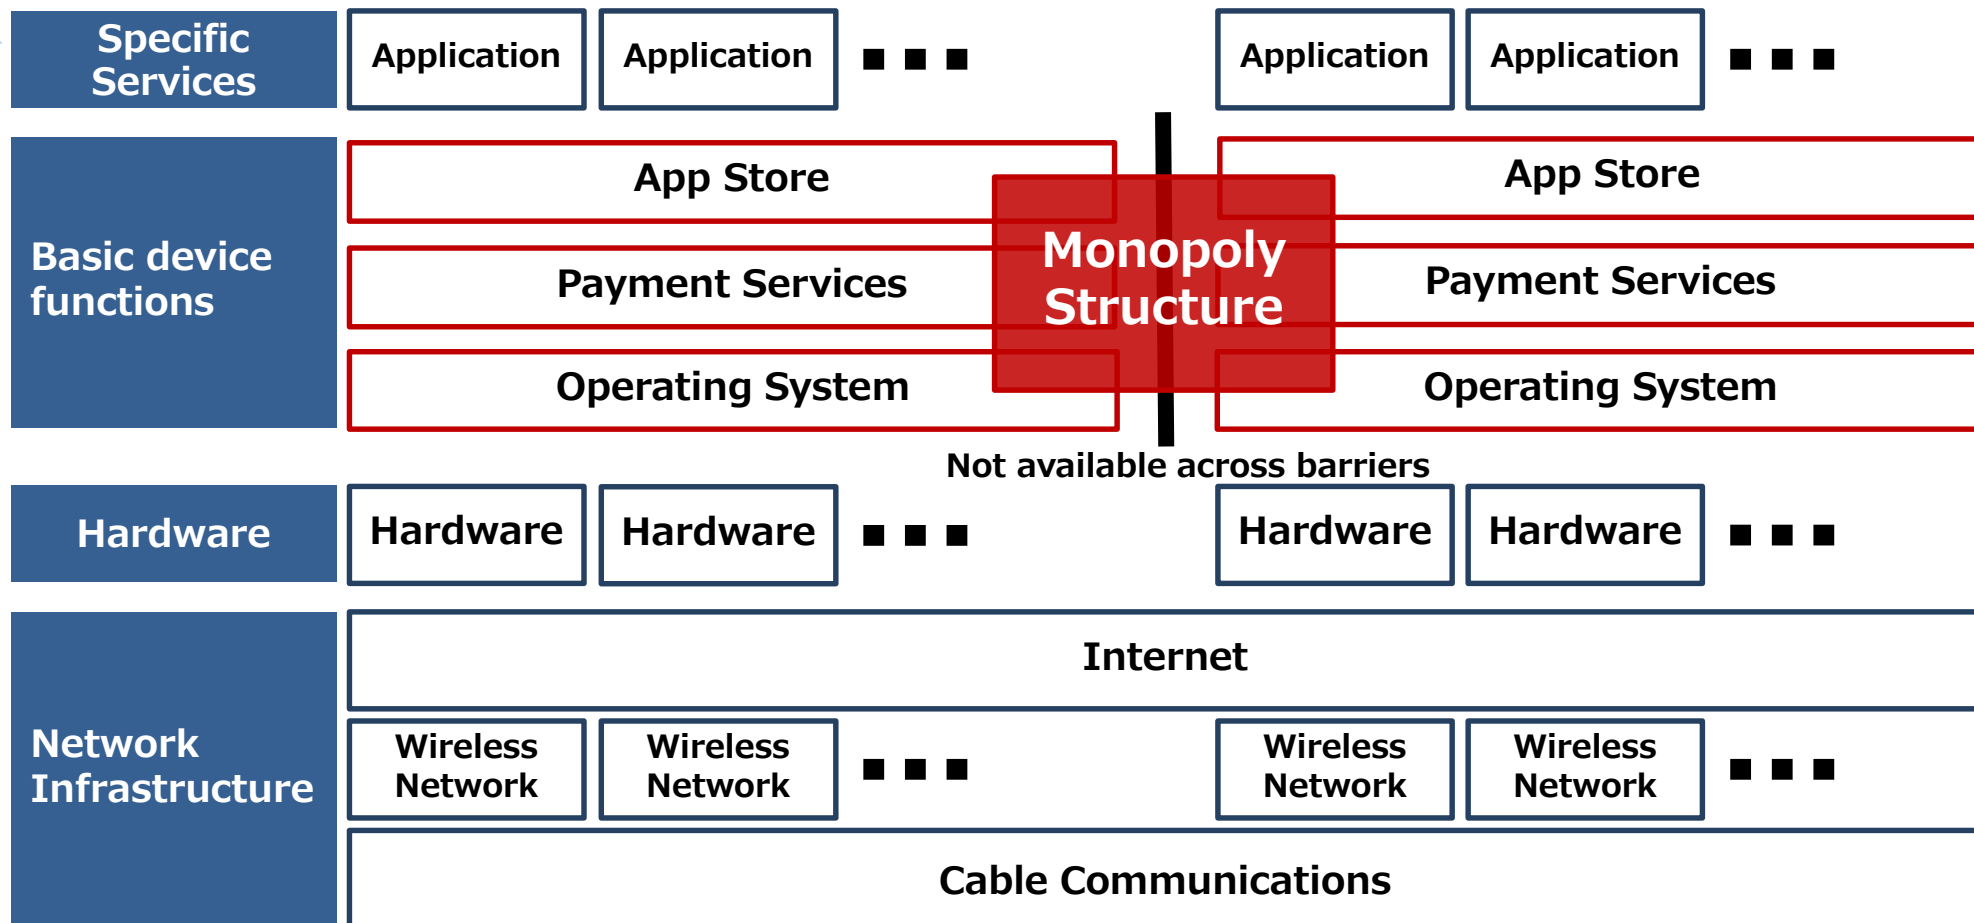 Specific
Services
Application
Application
■ ■ ■
Application
Application
■ ■ ■
Basic device
functions
App Store
App Store
Payment Services
Monopoly
Structure
Payment Services
Operating System
Operating System
Not available across barriers
Hardware
Hardware
Hardware
■ ■ ■
Hardware
Hardware
■ ■ ■
Network
Infrastructure
Internet
Wireless
Network
Wireless
Network
■ ■ ■
Wireless
Network
Wireless
Network
■ ■ ■
Cable Communications